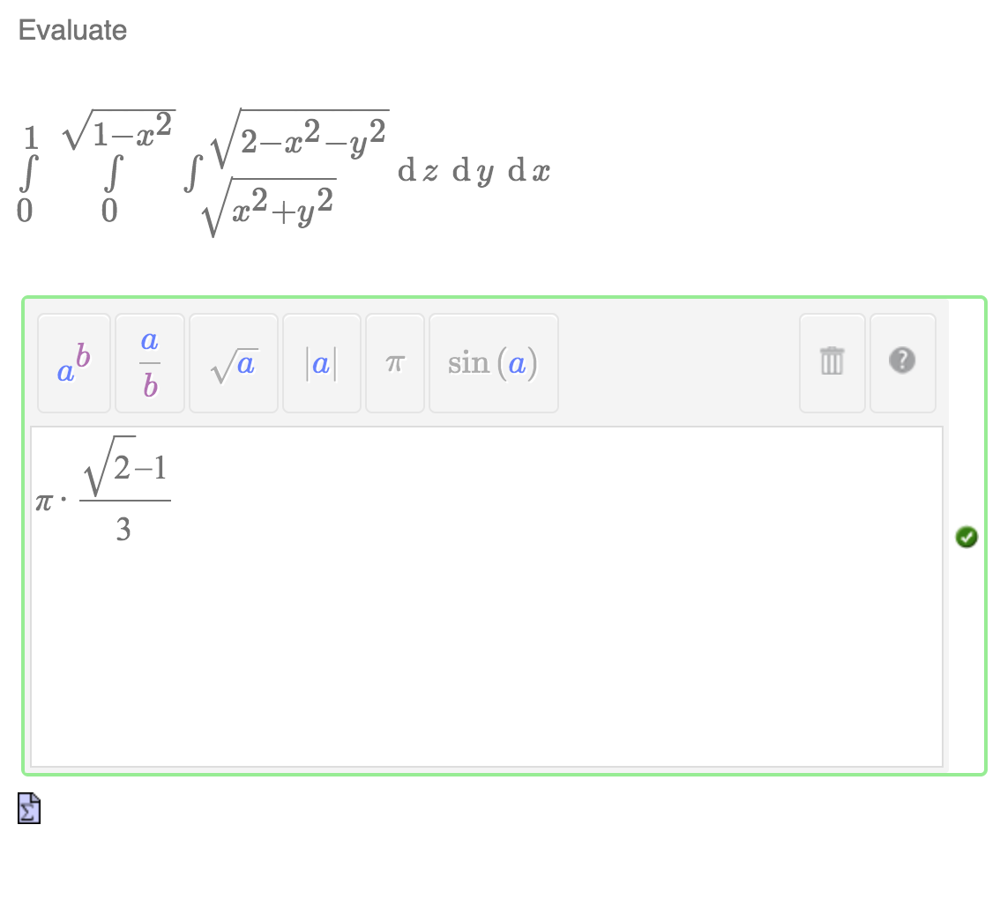 Evaluate
∫₀¹ ∫₀^√(1−x²) ∫_√(x²+y²)^√(2−x²−y²) dz dy dx
a^b a/b √a |a| π sin (a) ?
π · (√2−1)/3
Σ